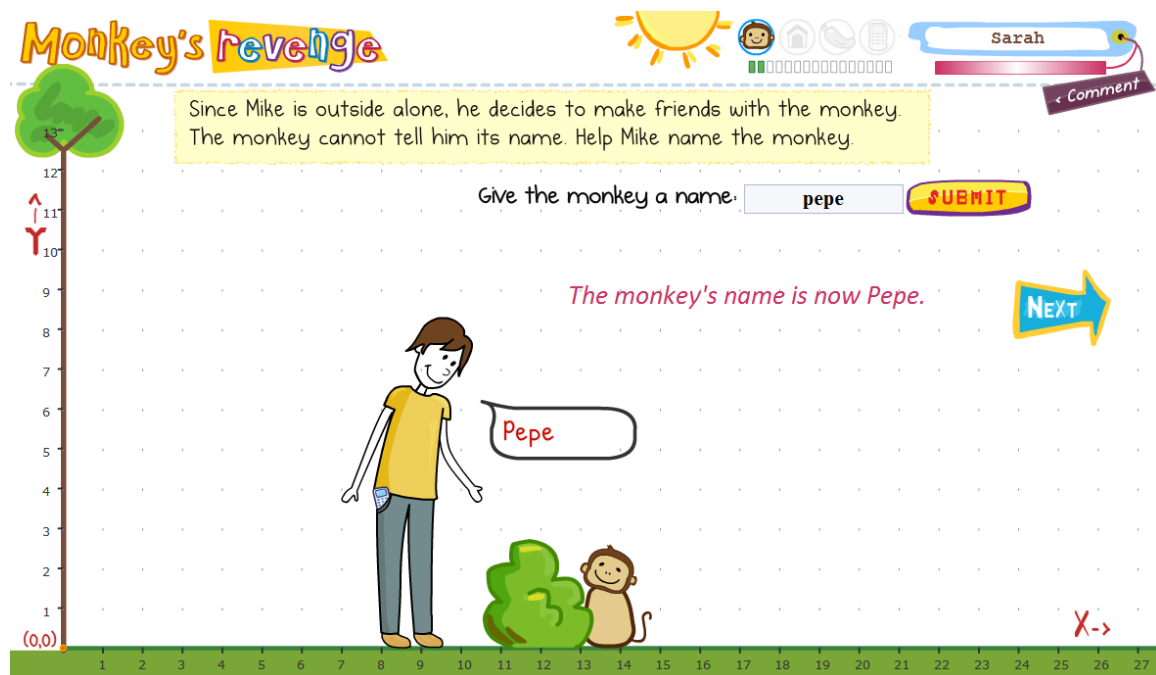 Monkey's revenge
Sarah
< Comment
Since Mike is outside alone, he decides to make friends with the monkey.
The monkey cannot tell him its name. Help Mike name the monkey.
Give the monkey a name:
pepe
SUBMIT
The monkey's name is now Pepe.
NEXT
Pepe
Y
->
13
12
11
10
9
8
7
6
5
4
3
2
1
(0,0)
X->
1 2 3 4 5 6 7 8 9 10 11 12 13 14 15 16 17 18 19 20 21 22 23 24 25 26 27